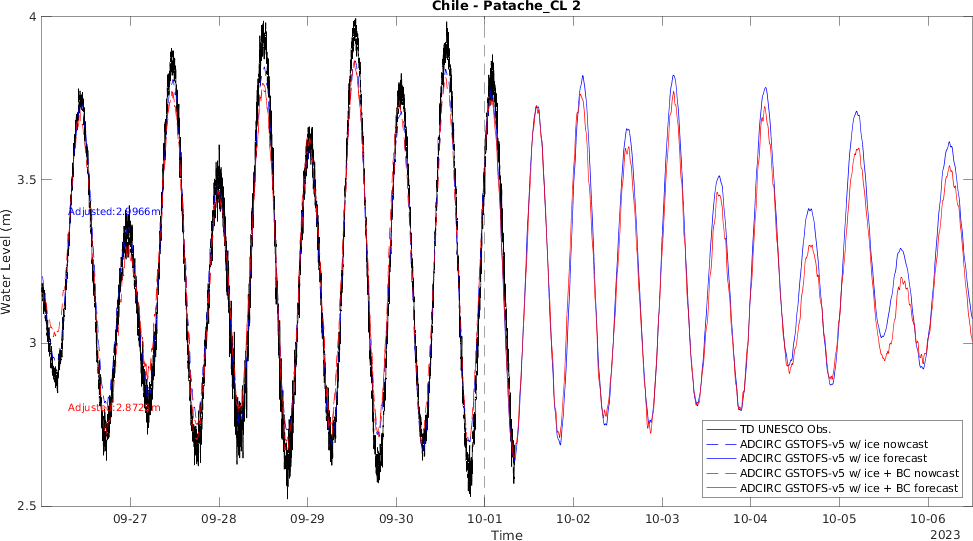 Chile - Patache_CL 2
4
3.5
3
2.5
Water Level (m)
Adjusted:2.9966m
09-27
09-28
09-29
09-30
10-01
10-02
10-03
10-04
10-05
10-06
2023
Time
TD UNESCO Obs.
ADCIRC GSTOFS-v5 w/ ice nowcast
ADCIRC GSTOFS-v5 w/ ice forecast
ADCIRC GSTOFS-v5 w/ ice + BC nowcast
ADCIRC GSTOFS-v5 w/ ice + BC forecast